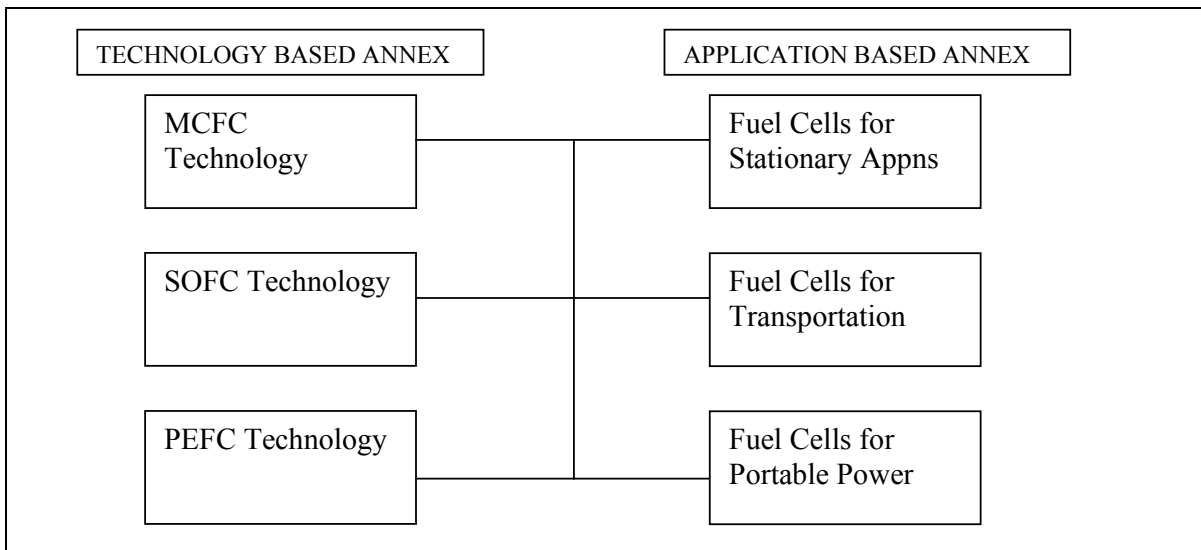 TECHNOLOGY BASED ANNEX
APPLICATION BASED ANNEX
MCFC
Technology
Fuel Cells for
Stationary Appns
SOFC Technology
Fuel Cells for
Transportation
PEFC Technology
Fuel Cells for
Portable Power